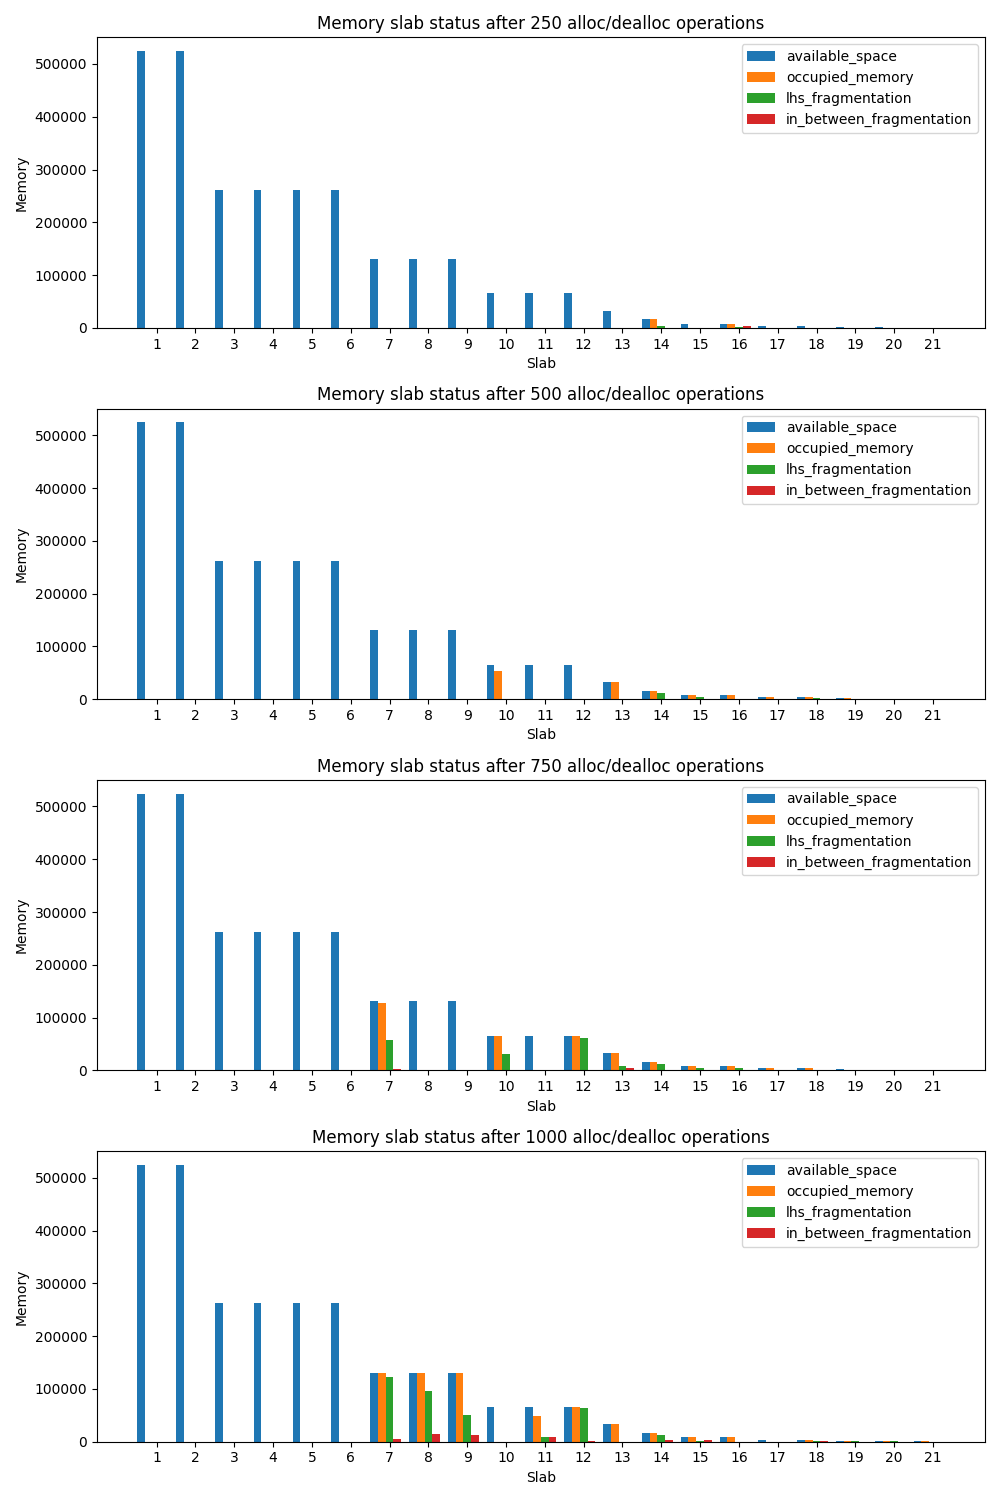 Memory slab status after 250 alloc/dealloc operations
500000
400000
300000
200000
100000
0
Memory
available_space
occupied_memory
lhs_fragmentation
in_between_fragmentation
1 2 3 4 5 6 7 8 9 10 11 12 13 14 15 16 17 18 19 20 21
Slab
Memory slab status after 500 alloc/dealloc operations
500000
400000
300000
200000
100000
0
Memory
available_space
occupied_memory
lhs_fragmentation
in_between_fragmentation
1 2 3 4 5 6 7 8 9 10 11 12 13 14 15 16 17 18 19 20 21
Slab
Memory slab status after 750 alloc/dealloc operations
500000
400000
300000
200000
100000
0
Memory
available_space
occupied_memory
lhs_fragmentation
in_between_fragmentation
1 2 3 4 5 6 7 8 9 10 11 12 13 14 15 16 17 18 19 20 21
Slab
Memory slab status after 1000 alloc/dealloc operations
500000
400000
300000
200000
100000
0
Memory
available_space
occupied_memory
lhs_fragmentation
in_between_fragmentation
1 2 3 4 5 6 7 8 9 10 11 12 13 14 15 16 17 18 19 20 21
Slab